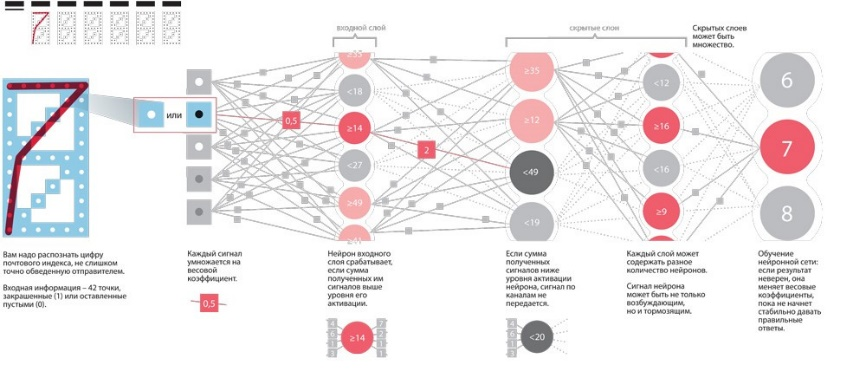 входной слой
скрытые слои
Скрытых слоев
может быть
множество.
или
0,5
2
<18
≥14
<27
≥49
≥35
≥12
<49
<19
<12
≥16
<16
≥9
6
7
8
Вам надо распознать цифру
почтового индекса, не слишком
точно обведенную отправителем.
Входная информация – 42 точки,
закрашенные (1) или оставленные
пустыми (0).
Каждый сигнал
умножается на
весовой
коэффициент.
0,5
Нейрон входного
слоя срабатывает,
если сумма
полученных им
сигналов выше
уровня его
активации.
≥14
Если сумма
полученных
сигналов ниже
уровня активации
нейрона, сигнал по
каналам не
передается.
<20
Каждый слой может
содержать разное
количество нейронов.
Сигнал нейрона
может быть не только
возбуждающим,
но и тормозящим.
Обучение
нейронной сети:
если результат
неверен, она
меняет весовые
коэффициенты,
пока не начнет
стабильно давать
правильные
ответы.